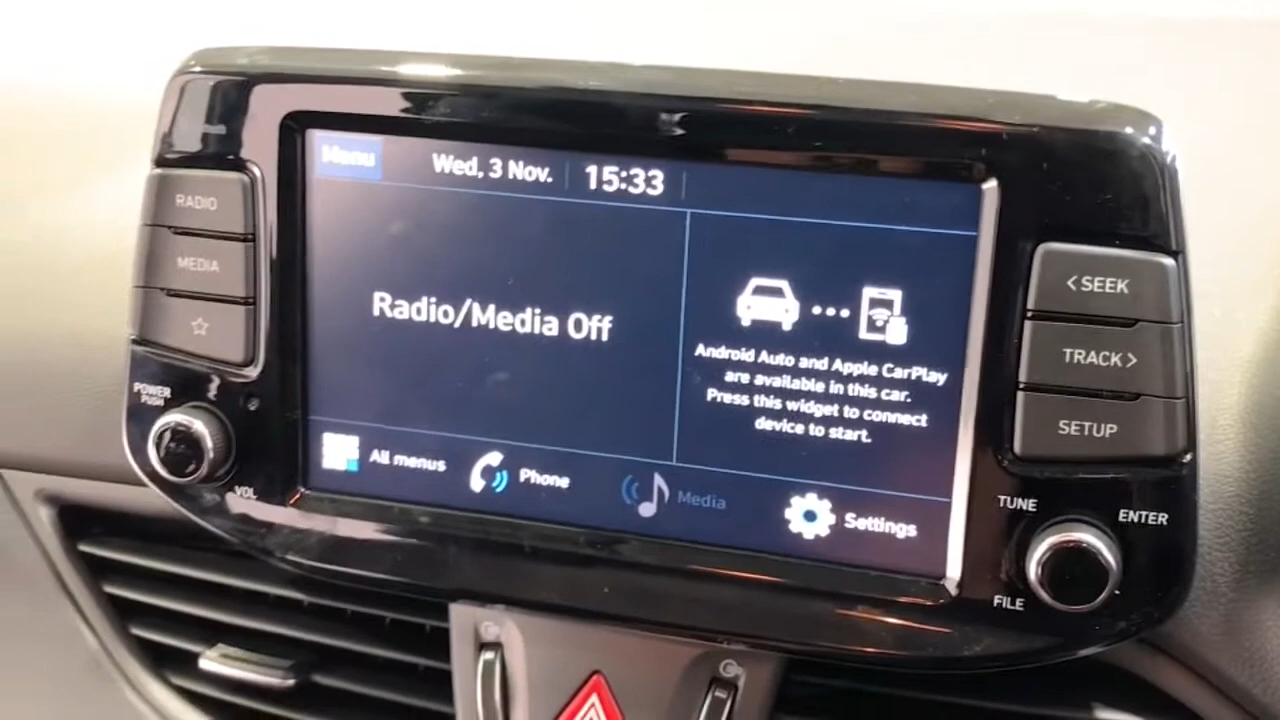 Menu
Wed, 3 Nov.
15:33
RADIO
MEDIA
POWER
PUSH
VOL
Radio/Media Off
Android Auto and Apple CarPlay
are available in this car.
Press this widget to connect
device to start.
All menus
Phone
Media
Settings
< SEEK
TRACK >
SETUP
TUNE
ENTER
FILE